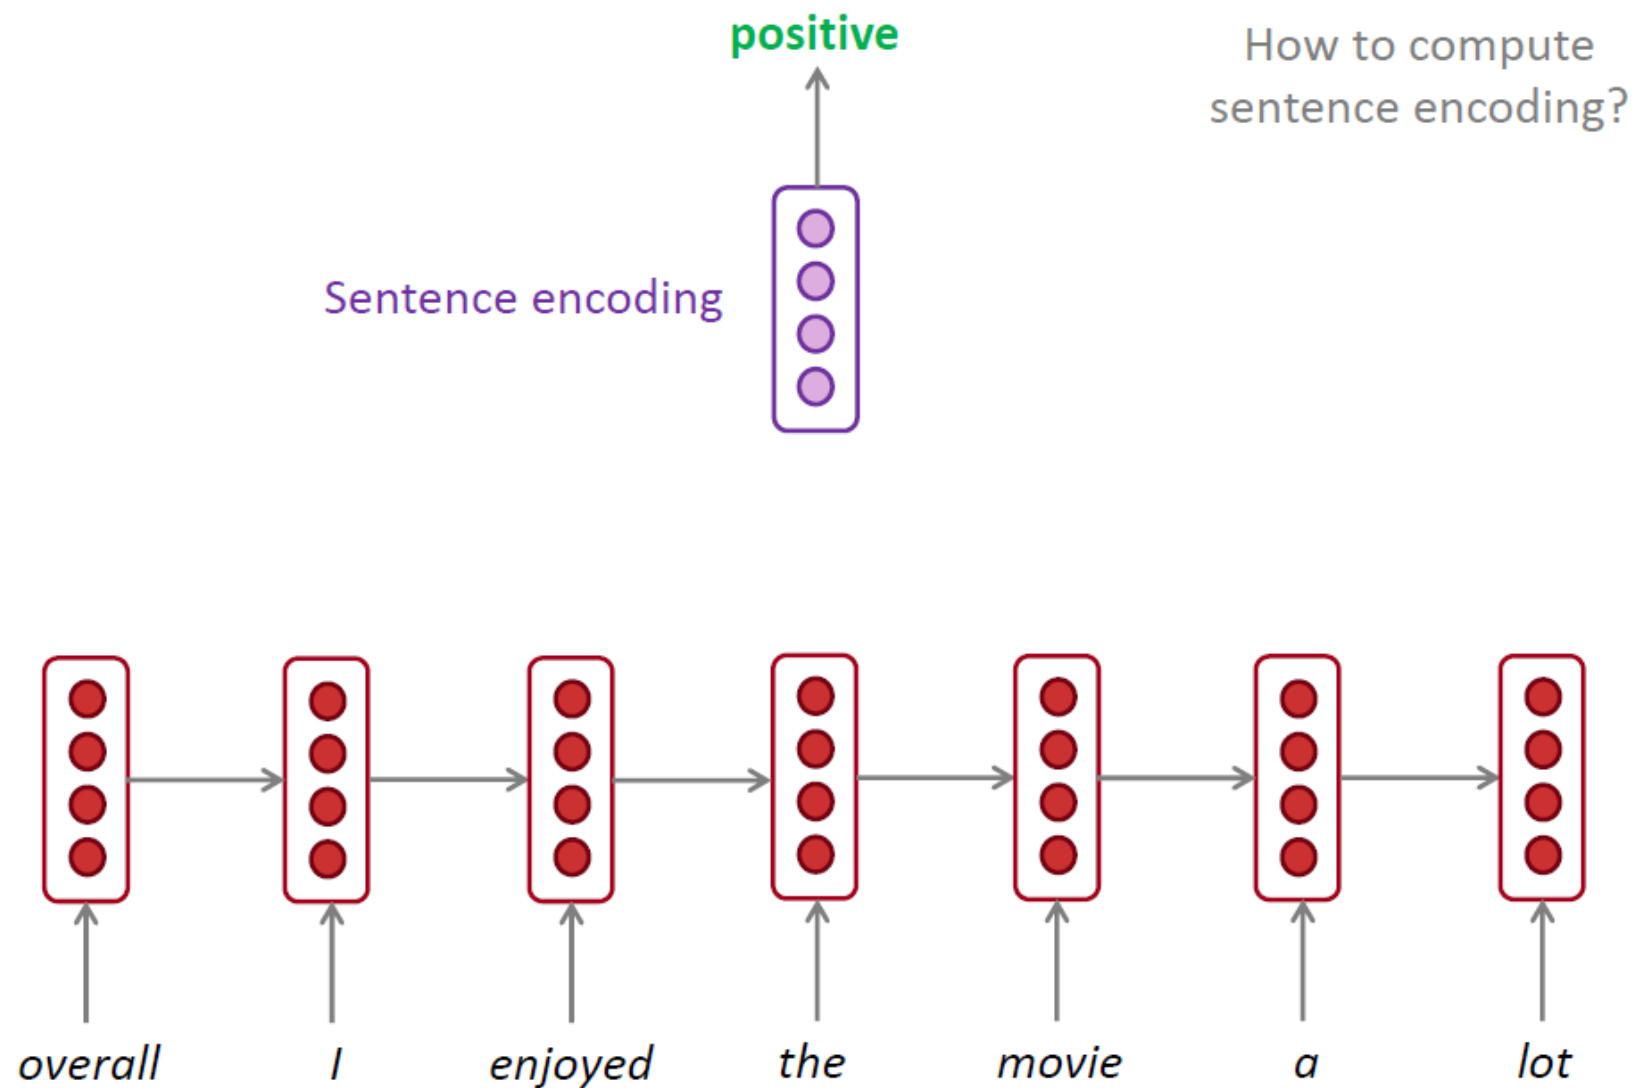 positive
How to compute
sentence encoding?
Sentence encoding
overall I enjoyed the movie a lot